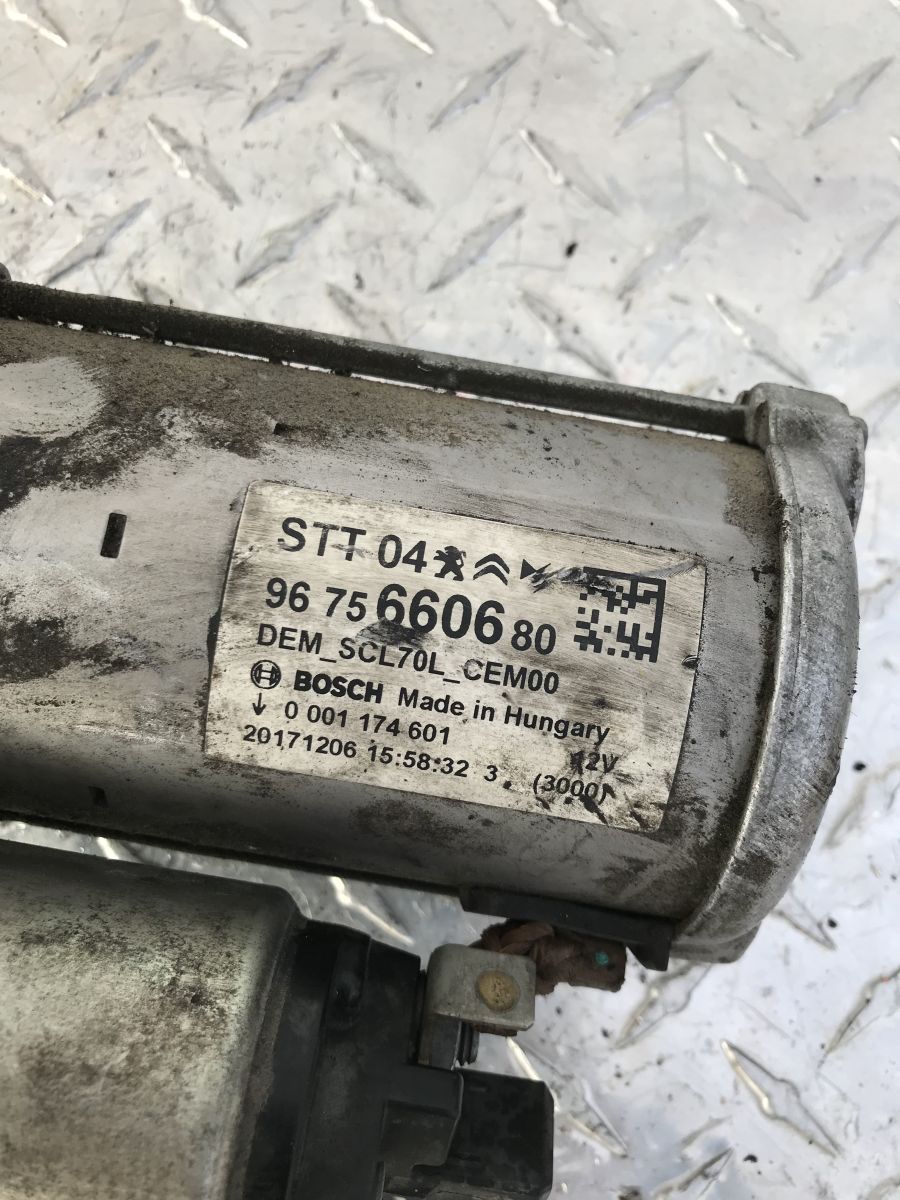 STT 04
96 75 6606 80
DEM_SCL70L_CEM00
BOSCH Made in Hungary
↓ 0 001 174 601 12V
20171206 15:58:32 3 (3000)